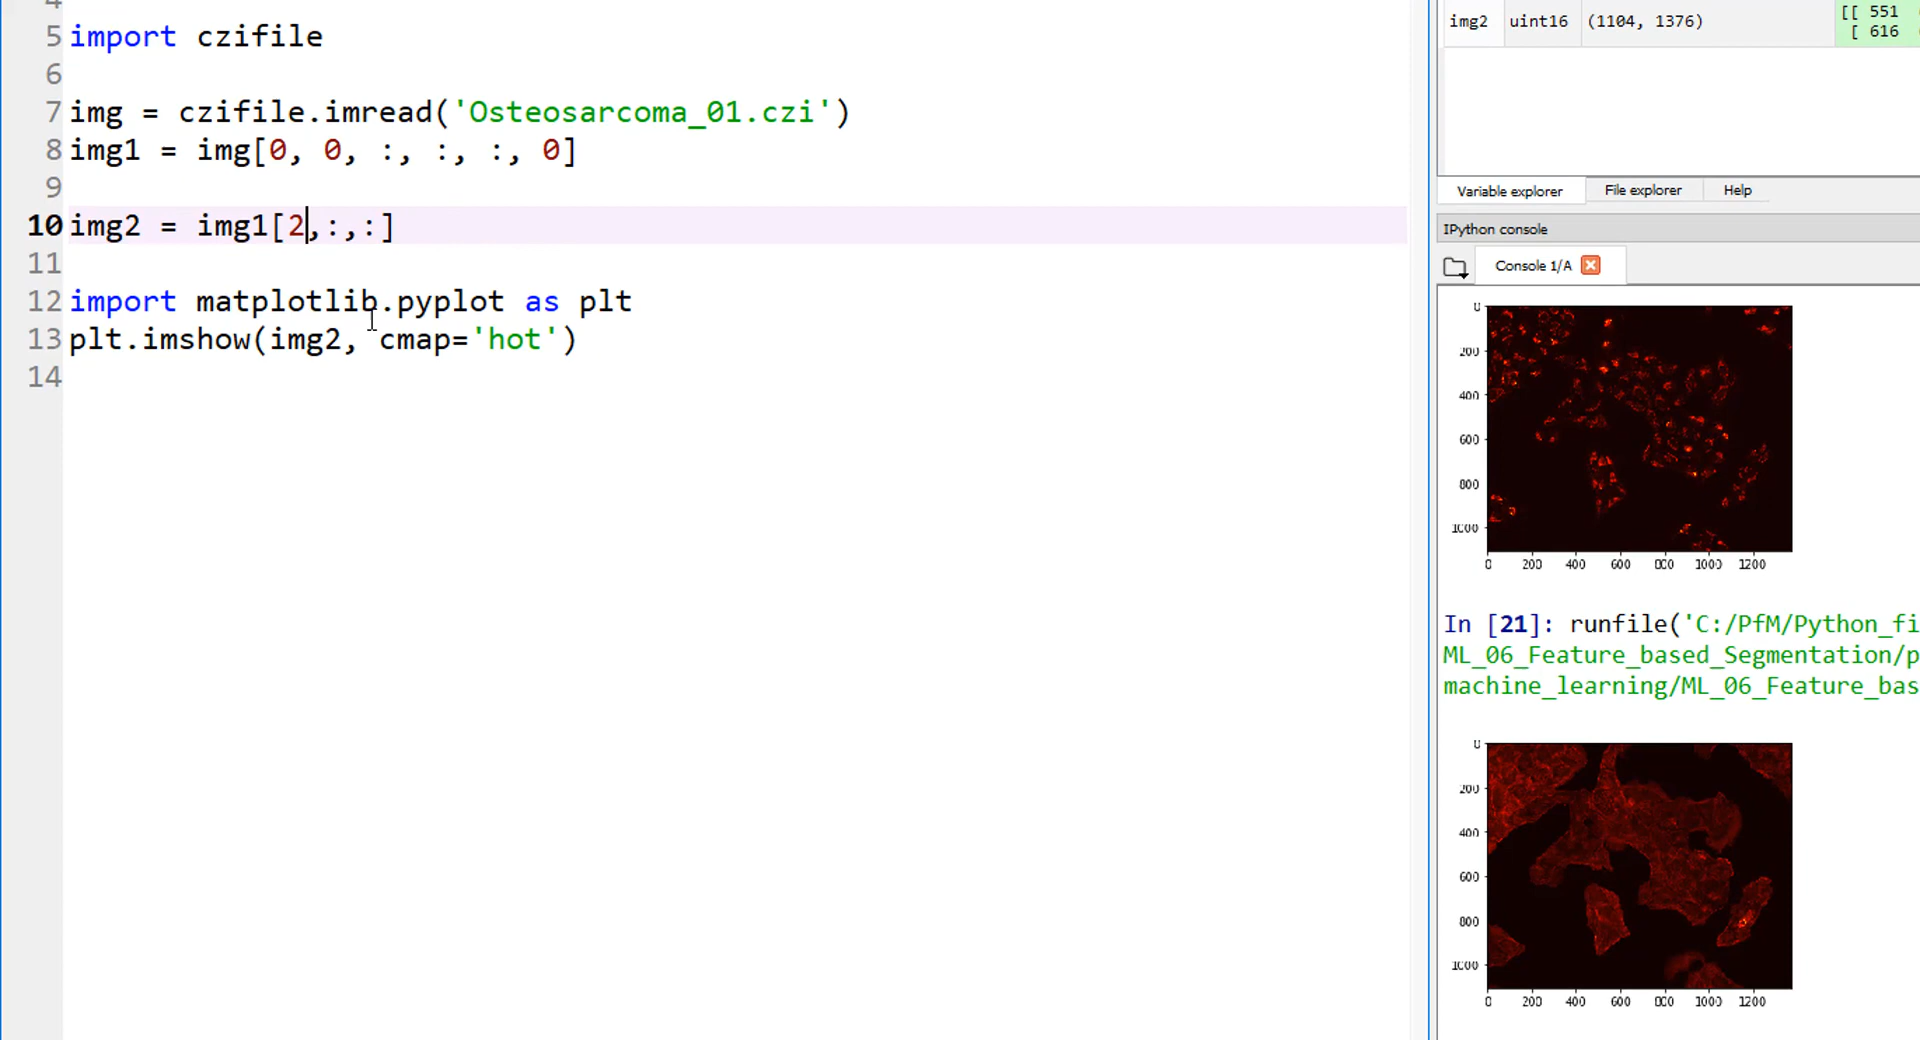 4
5 import czifile
6
7 img = czifile.imread('Osteosarcoma_01.czi')
8 img1 = img[0, 0, :, :, :, 0]
9
10 img2 = img1[2,:,:]
11
12 import matplotlib.pyplot as plt
13 plt.imshow(img2, cmap='hot')
14
img2 uint16 (1104, 1376) [[ 551
[ 616
Variable explorer File explorer Help
IPython console
Console 1/A
0
200
400
600
800
1000
0 200 400 600 800 1000 1200
In [21]: runfile('C:/PfM/Python_fi
ML_06_Feature_based_Segmentation/p
machine_learning/ML_06_Feature_bas
0
200
400
600
800
1000
0 200 400 600 800 1000 1200